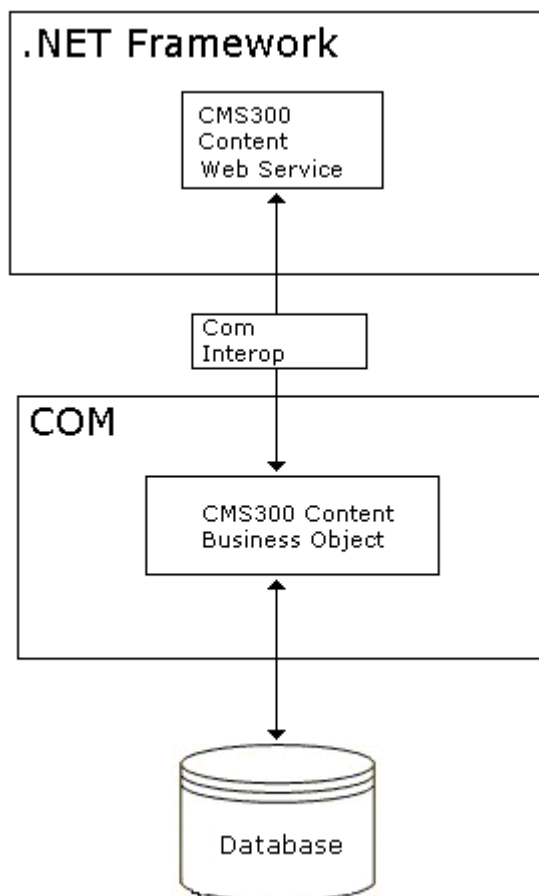 .NET Framework
CMS300
Content
Web Service
Com
Interop
COM
CMS300 Content
Business Object
Database